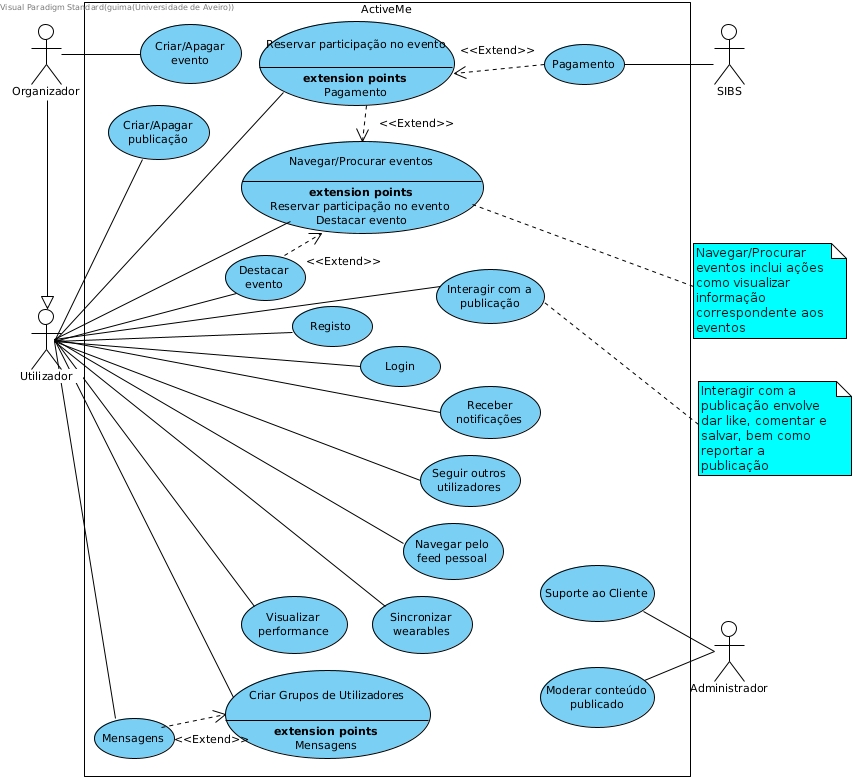 Visual Paradigm Standard(guima(Universidade de Aveiro))
ActiveMe
Organizador
Criar/Apagar
evento
Reservar participação no evento
extension points
Pagamento
<<Extend>>
Pagamento
SIBS
Criar/Apagar
publicação
<<Extend>>
Navegar/Procurar eventos
extension points
Reservar participação no evento
Destacar evento
<<Extend>>
Destacar
evento
Navegar/Procurar
eventos inclui ações
como visualizar
informação
correspondente aos
eventos
Interagir com a
publicação
Utilizador
Registo
Login
Interagir com a
publicação envolve
dar like, comentar e
salvar, bem como
reportar a
publicação
Receber
notificações
Seguir outros
utilizadores
Navegar pelo
feed pessoal
Visualizar
performance
Sincronizar
wearables
Suporte ao Cliente
Administrador
Moderar conteúdo
publicado
Criar Grupos de Utilizadores
extension points
Mensagens
Mensagens
<<Extend>>